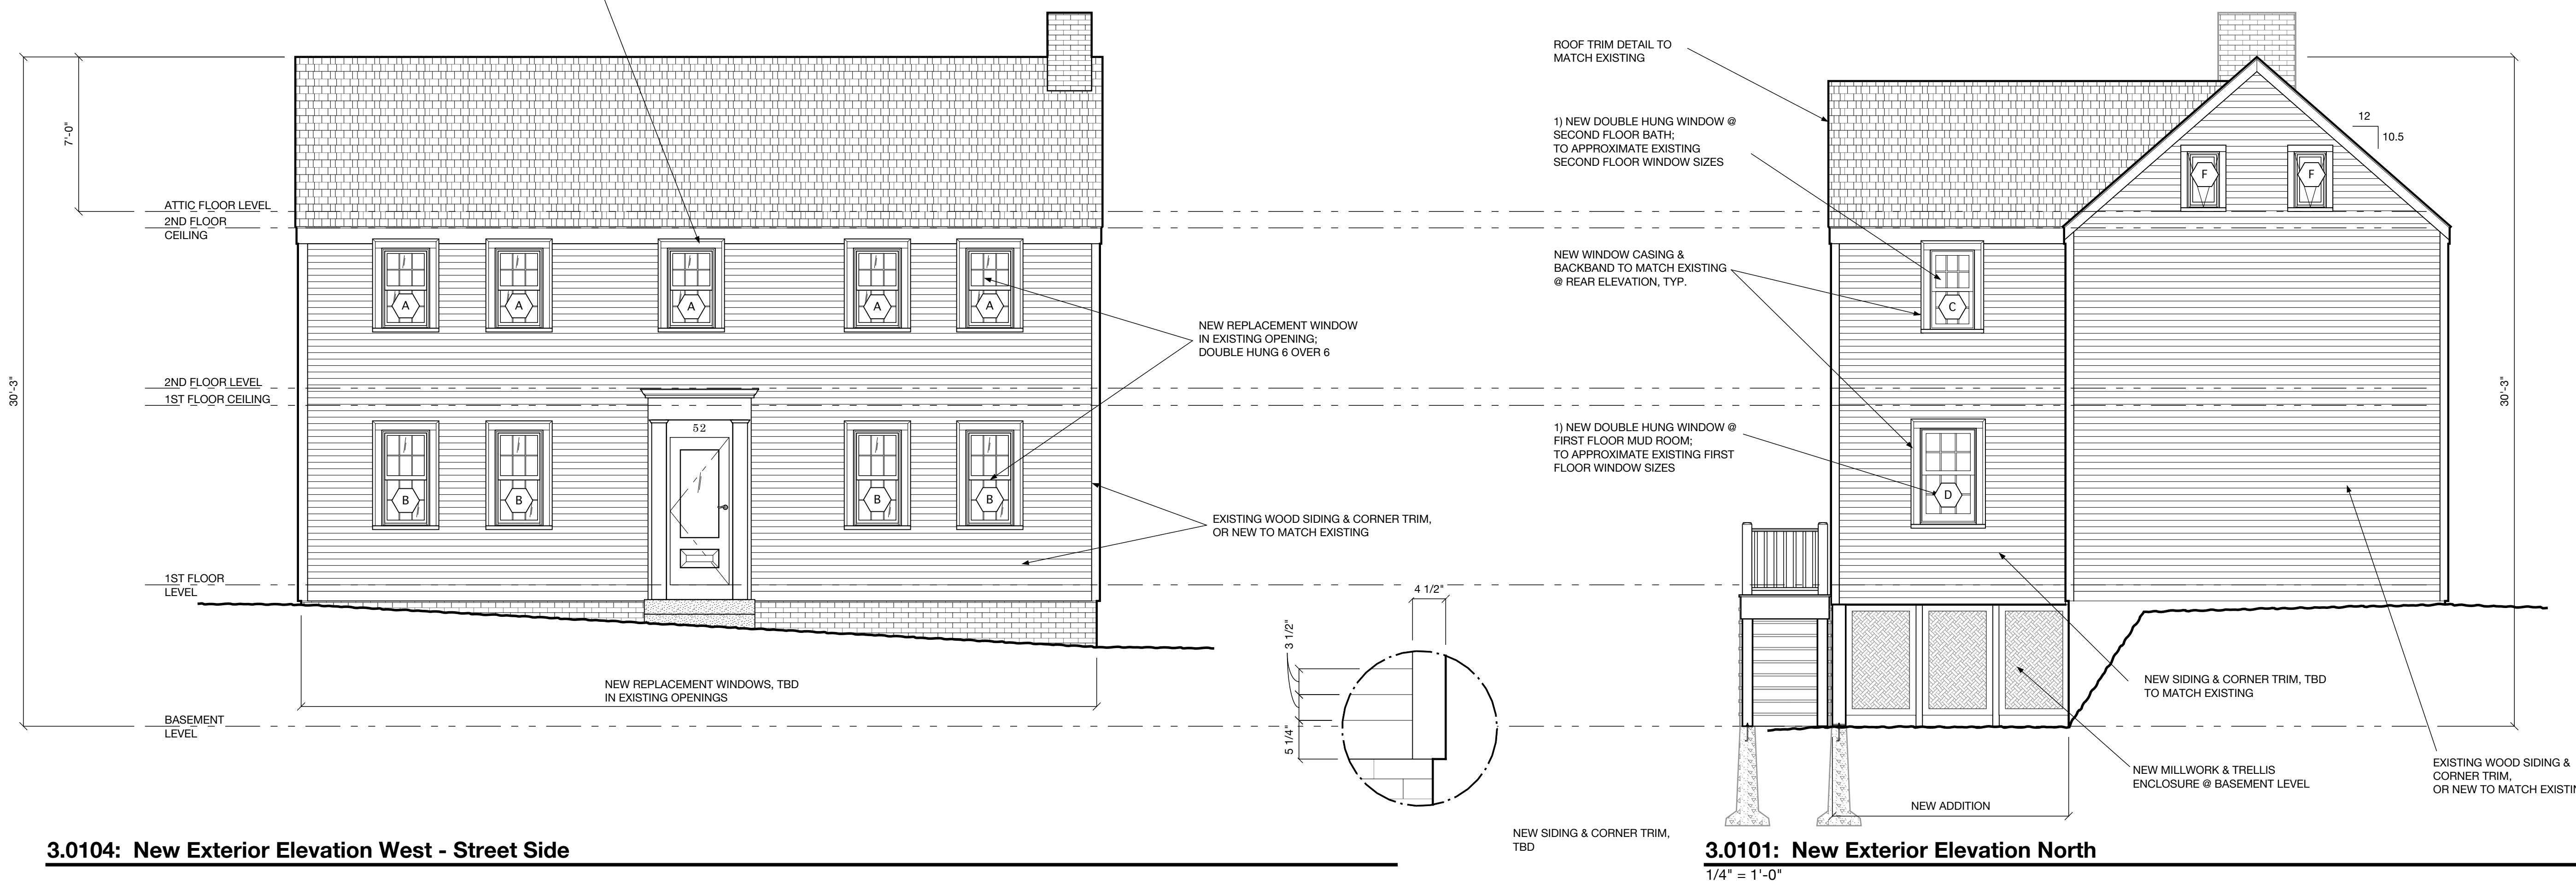 7'-0"
30'-3"
ATTIC FLOOR LEVEL
2ND FLOOR
CEILING
A
A
A
A
A
NEW REPLACEMENT WINDOW
IN EXISTING OPENING;
DOUBLE HUNG 6 OVER 6
2ND FLOOR LEVEL
1ST FLOOR CEILING
52
B
B
B
B
EXISTING WOOD SIDING & CORNER TRIM,
OR NEW TO MATCH EXISTING
1ST FLOOR
LEVEL
NEW REPLACEMENT WINDOWS, TBD
IN EXISTING OPENINGS
BASEMENT
LEVEL
4 1/2"
3 1/2"
5 1/4"
3.0104: New Exterior Elevation West - Street Side
ROOF TRIM DETAIL TO
MATCH EXISTING
1) NEW DOUBLE HUNG WINDOW @
SECOND FLOOR BATH;
TO APPROXIMATE EXISTING
SECOND FLOOR WINDOW SIZES
12
10.5
F
F
NEW WINDOW CASING &
BACKBAND TO MATCH EXISTING
@ REAR ELEVATION, TYP.
C
30'-3"
1) NEW DOUBLE HUNG WINDOW @
FIRST FLOOR MUD ROOM;
TO APPROXIMATE EXISTING FIRST
FLOOR WINDOW SIZES
D
NEW SIDING & CORNER TRIM, TBD
TO MATCH EXISTING
NEW MILLWORK & TRELLIS
ENCLOSURE @ BASEMENT LEVEL
EXISTING WOOD SIDING &
CORNER TRIM,
OR NEW TO MATCH
NEW ADDITION
NEW SIDING & CORNER TRIM,
TBD
3.0101: New Exterior Elevation North
1/4" = 1'-0"